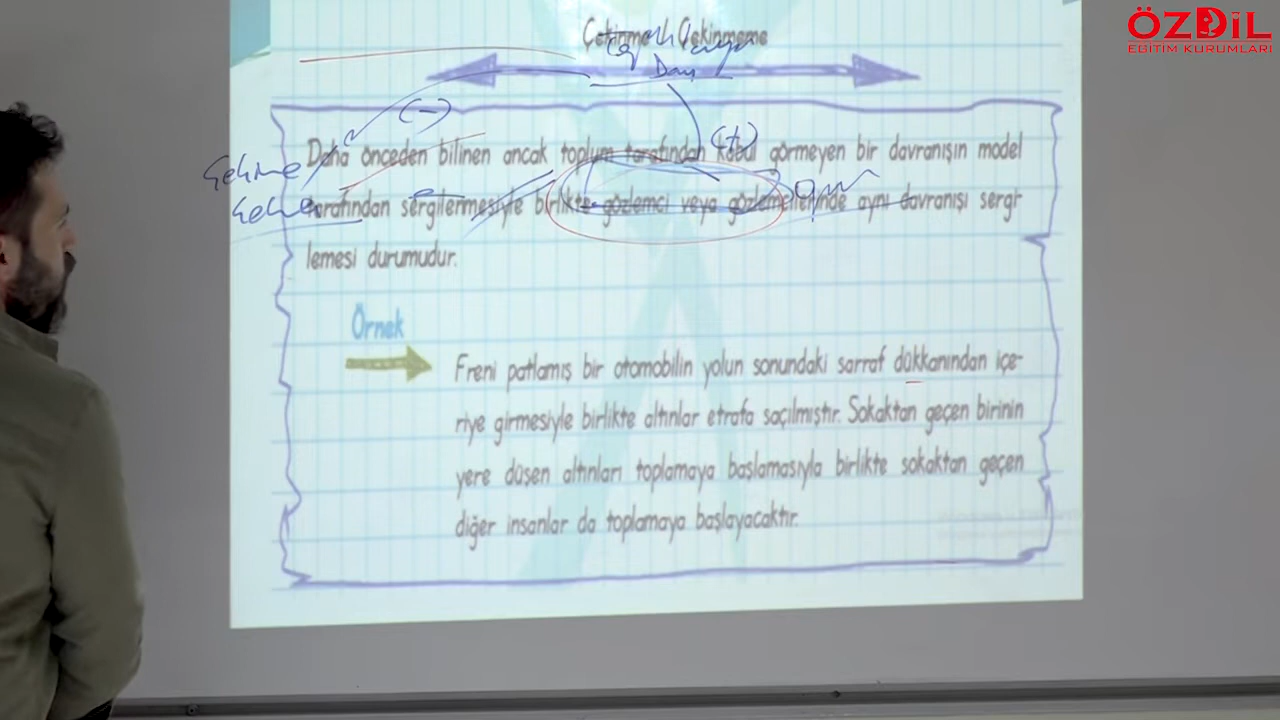 ÖZDİL
EĞİTİM KURUMLARI
Çekinme Çekinmeme
(-)
(+)
Daha önceden bilinen ancak toplum tarafından kabul görmeyen bir davranışın model
tarafından sergilenmesiyle birlikte gözlemci veya gözlemcilerinde aynı davranışı sergi
lemesi durumudur.
Örnek
Freni patlamış bir otomobilin yolun sonundaki sarraf dükkanından içe-
riye girmesiyle birlikte altınlar etrafa saçılmıştır. Sokaktan geçen birinin
yere düşen altınları toplamaya başlamasıyla birlikte sokaktan geçen
diğer insanlar da toplamaya başlayacaktır.